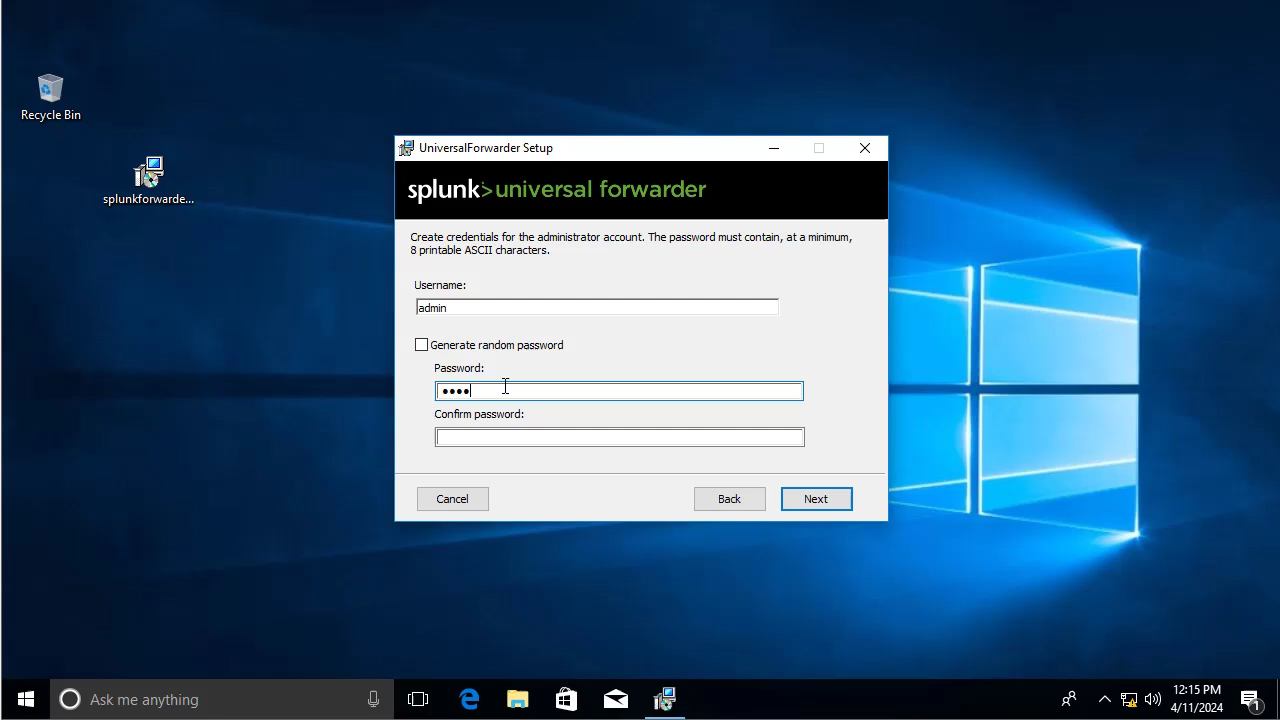 Recycle Bin
splunkforwarde...
UniversalForwarder Setup
splunk>universal forwarder
Create credentials for the administrator account. The password must contain, at a minimum,
8 printable ASCII characters.
Username:
admin
Generate random password
Password:
••••
Confirm password:
Cancel
Back
Next
Ask me anything
12:15 PM
4/11/2024
1